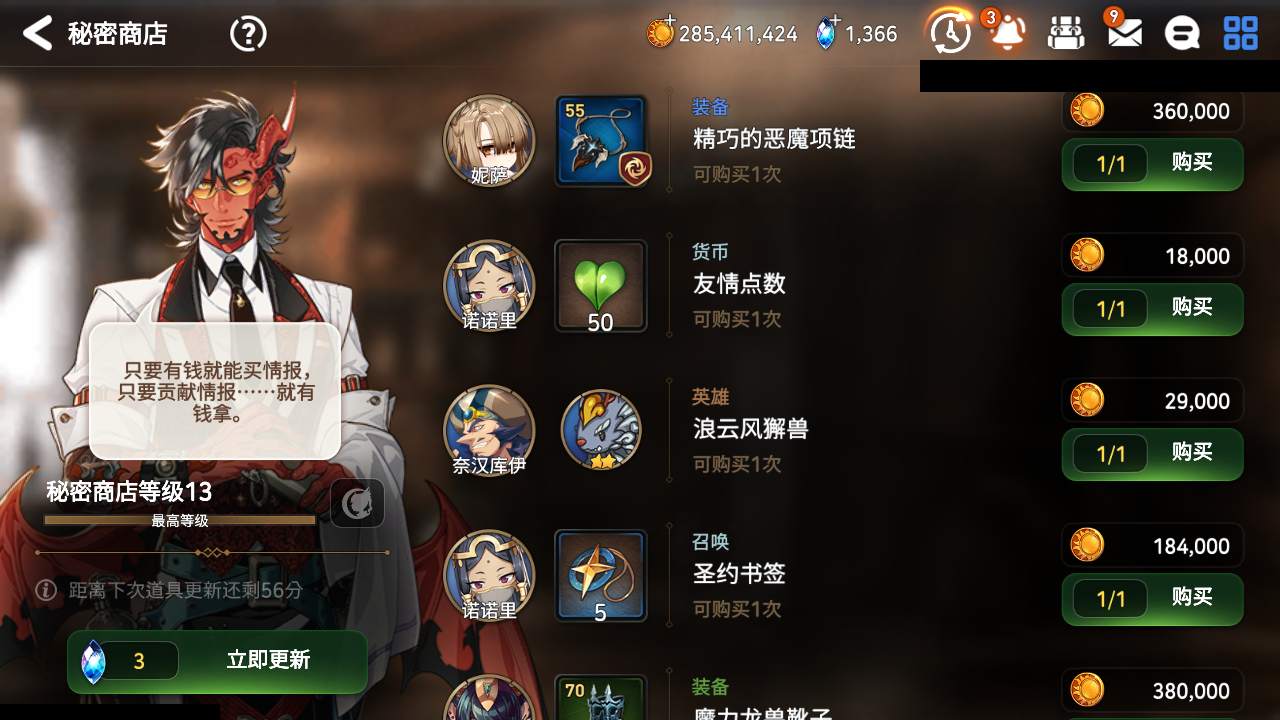 秘密商店
?
285,411,424
1,366
3
9
装备
55
精巧的恶魔项链
妮萨
可购买1次
360,000
1/1
购买
货币
友情点数
诺诺里
50
可购买1次
18,000
1/1
购买
只要有钱就能买情报，
只要贡献情报……就有
钱拿。
英雄
浪云风獬兽
奈汉库伊
可购买1次
29,000
1/1
购买
秘密商店等级13
最高等级
距离下次道具更新还剩56分
3
立即更新
召唤
圣约书签
诺诺里
5
可购买1次
184,000
1/1
购买
装备
70
魔力龙兽靴子
380,000